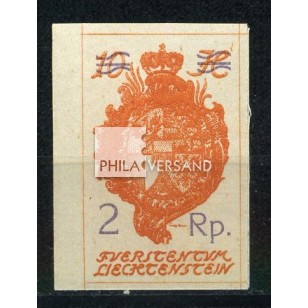 10 K
PHILA VERSAND
2 Rp.
FVERSTENTVM
LIECHTENSTEIN